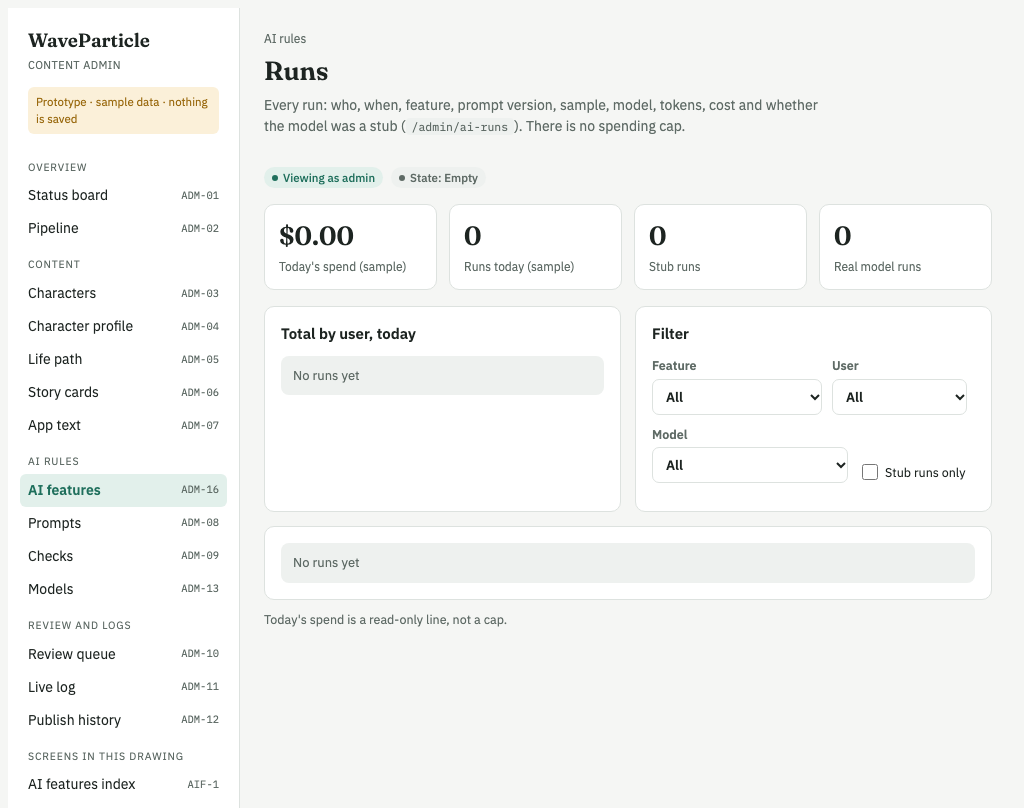 WaveParticle
CONTENT ADMIN
Prototype · sample data · nothing
is saved
OVERVIEW
Status board ADM-01
Pipeline ADM-02
CONTENT
Characters ADM-03
Character profile ADM-04
Life path ADM-05
Story cards ADM-06
App text ADM-07
AI RULES
AI features ADM-16
Prompts ADM-08
Checks ADM-09
Models ADM-13
REVIEW AND LOGS
Review queue ADM-10
Live log ADM-11
Publish history ADM-12
SCREENS IN THIS DRAWING
AI features index AIF-1
AI rules
Runs
Every run: who, when, feature, prompt version, sample, model, tokens, cost and whether
the model was a stub ( /admin/ai-runs ). There is no spending cap.
Viewing as admin State: Empty
$0.00
Today's spend (sample)
0
Runs today (sample)
0
Stub runs
0
Real model runs
Total by user, today
No runs yet
Filter
Feature User
All All
Model
All Stub runs only
No runs yet
Today's spend is a read-only line, not a cap.